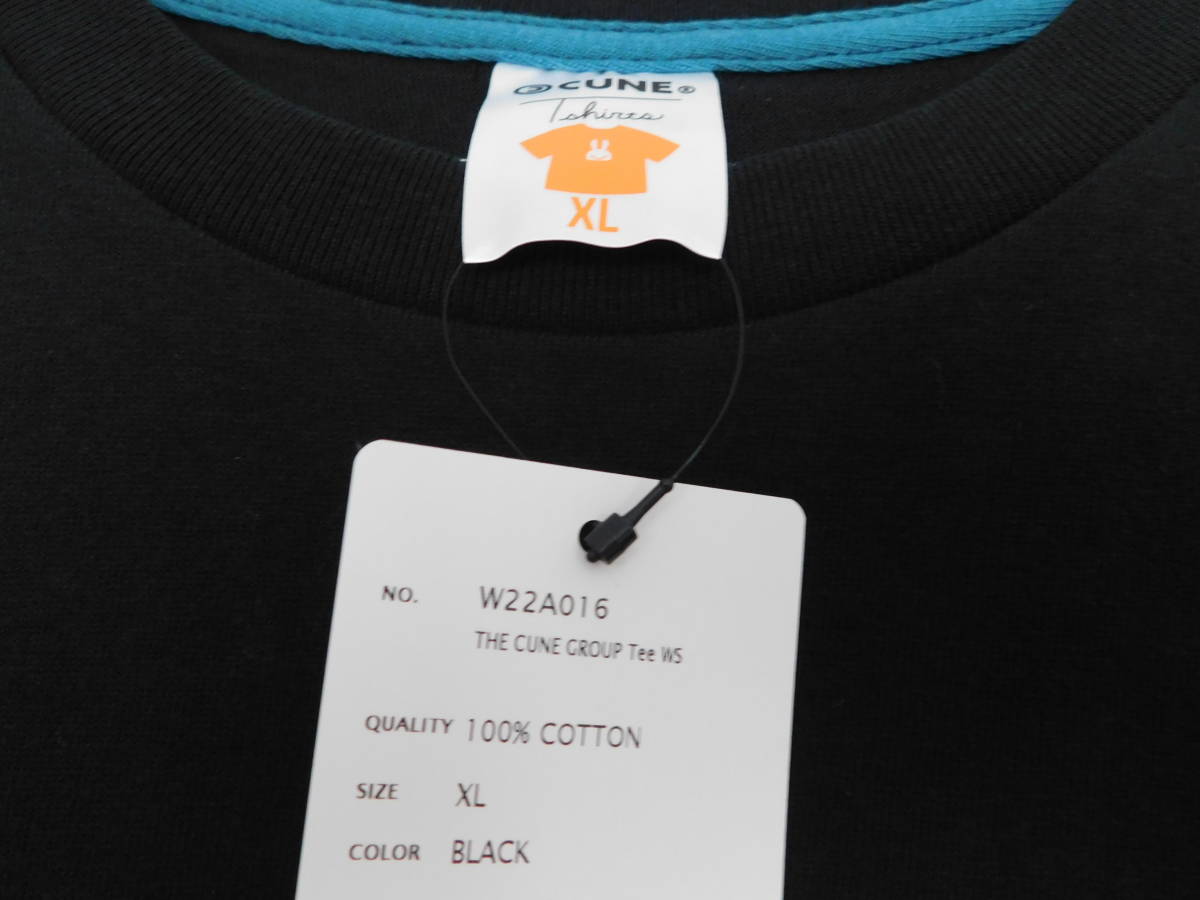 CUNE®
Tshirts
XL
NO. W22A016
THE CUNE GROUP Tee WS
QUALITY 100% COTTON
SIZE XL
COLOR BLACK